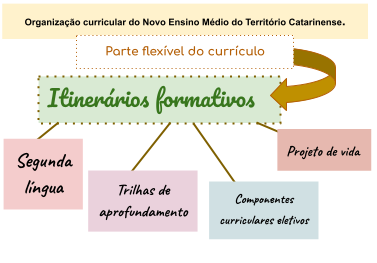 Organização curricular do Novo Ensino Médio do Território Catarinense.
Parte flexível do currículo
Itinerários formativos
Segunda
língua
Trilhas de
aprofundamento
Componentes
curriculares eletivos
Projeto de vida